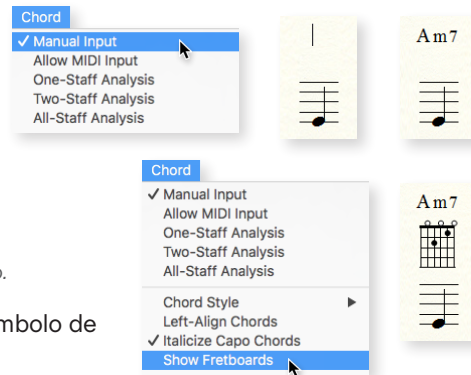 Chord
✓ Manual Input
Allow MIDI Input
One-Staff Analysis
Two-Staff Analysis
All-Staff Analysis
Am7
Chord
✓ Manual Input
Allow MIDI Input
One-Staff Analysis
Two-Staff Analysis
All-Staff Analysis
Chord Style ▶
Left-Align Chords
✓ Italicize Capo Chords
Show Fretboards
Am7